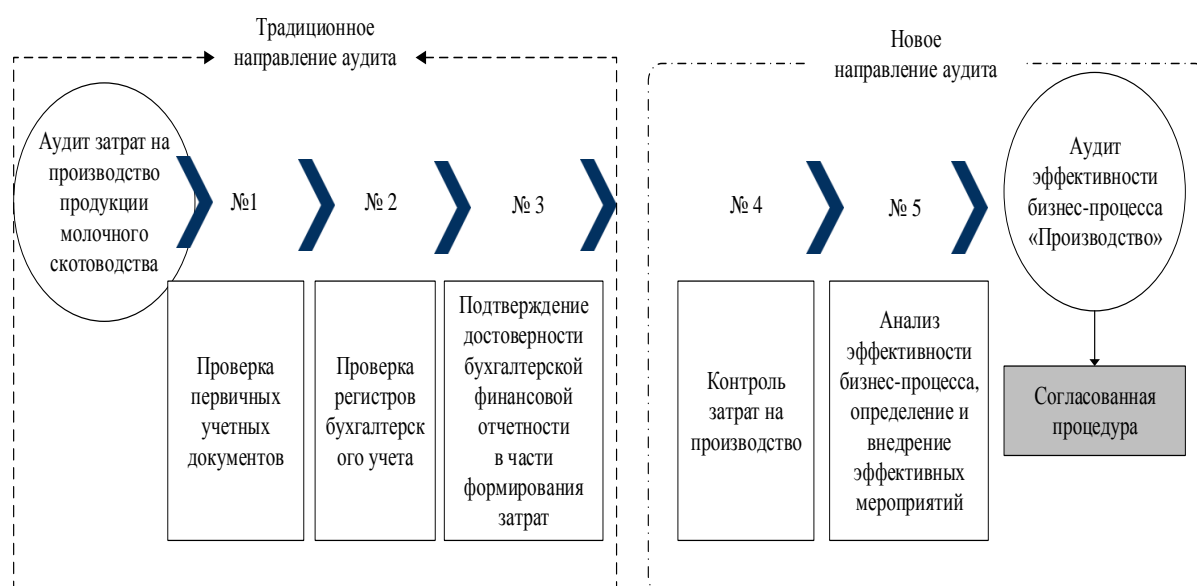 Традиционное
направление аудита
Новое
направление аудита
Аудит затрат на
производство
продукции
молочного
скотоводства
№1
№ 2
№ 3
№ 4
№ 5
Аудит
эффективности
бизнес-процесса
«Производство»
Проверка
первичных
учетных
документов
Проверка
регистров
бухгалтерск
ого учета
Подтверждение
достоверности
бухгалтерской
финансовой
отчетности
в части
формирования
затрат
Контроль
затрат на
производство
Анализ
эффективности
бизнес-процесса,
определение и
внедрение
эффективных
мероприятий
Согласованная
процедура